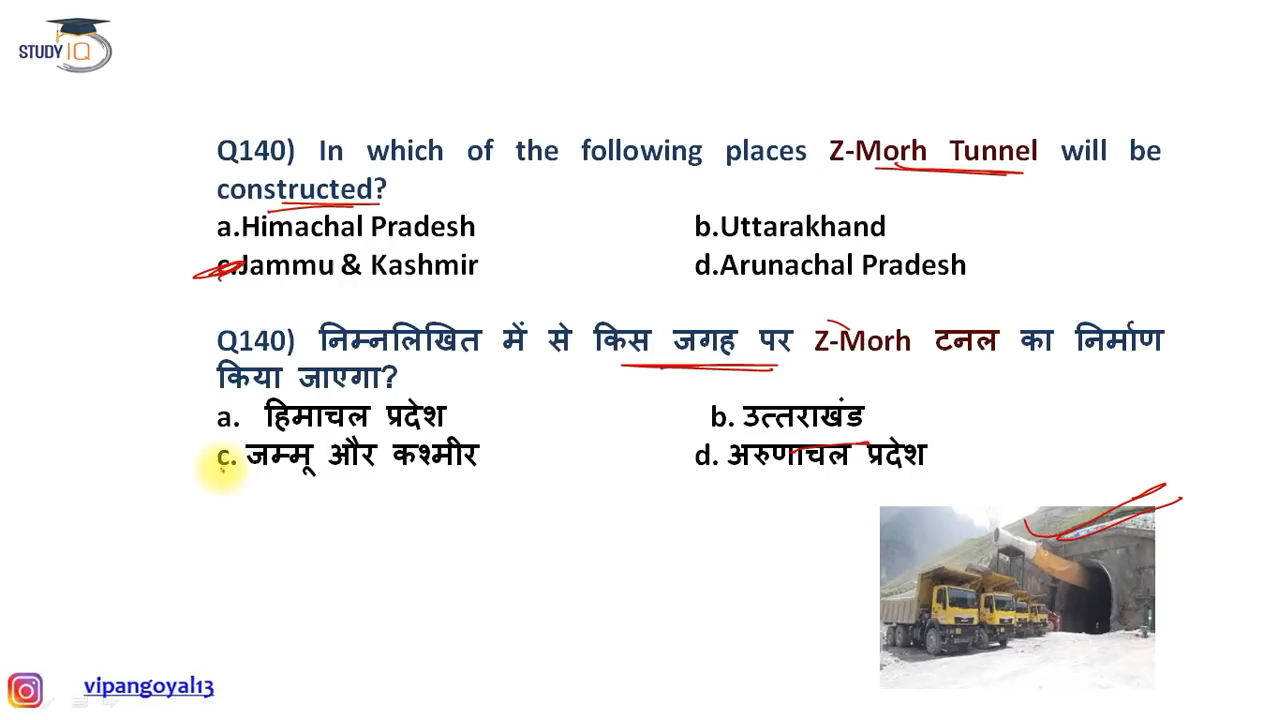 STUDY IQ
Q140) In which of the following places Z-Morh Tunnel will be
constructed?
a.Himachal Pradesh b.Uttarakhand
c.Jammu & Kashmir d.Arunachal Pradesh
Q140) निम्नलिखित में से किस जगह पर Z-Morh टनल का निर्माण
किया जाएगा?
a. हिमाचल प्रदेश b. उत्तराखंड
c. जम्मू और कश्मीर d. अरुणाचल प्रदेश
vipangoyal13